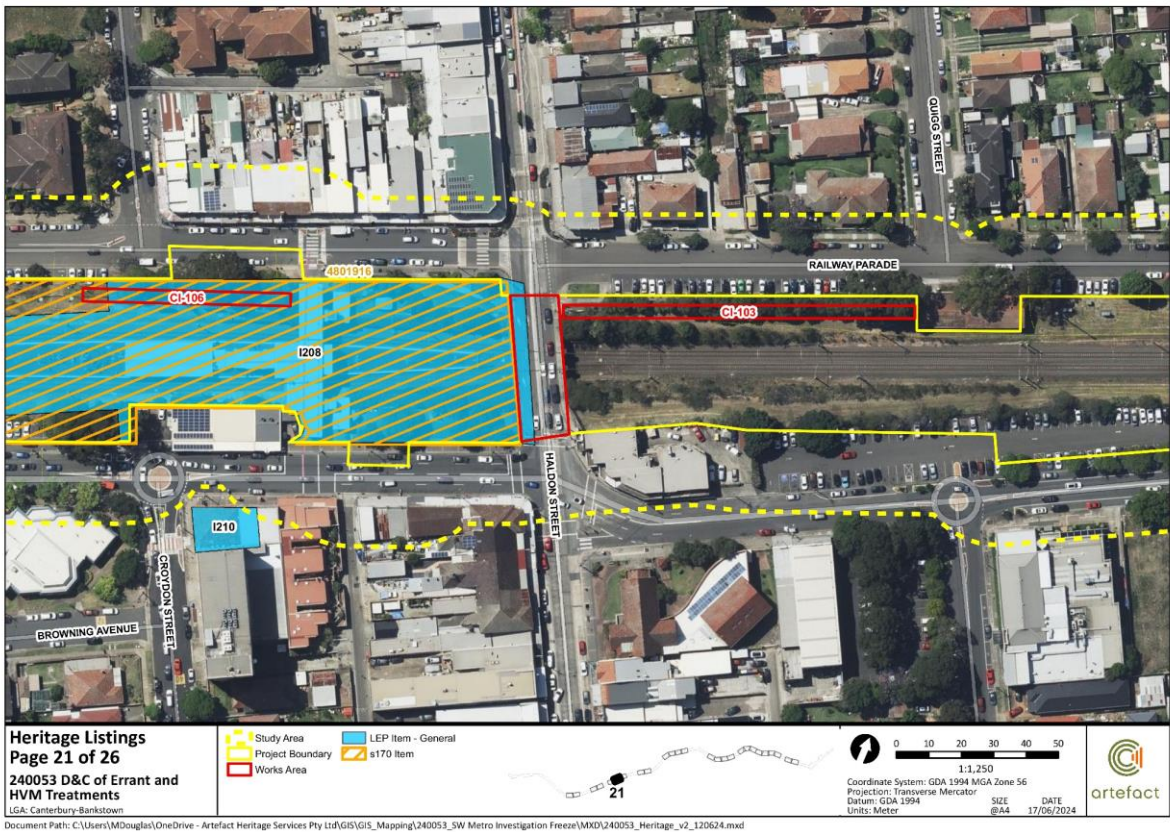 QUIGG STREET
RAILWAY PARADE
4801916
CI-106
CI-103
I208
HALDON STREET
I210
CROYDON STREET
BROWNING AVENUE
Heritage Listings
Page 21 of 26
240053 D&C of Errant and
HVM Treatments
LGA: Canterbury-Bankstown
Study Area
Project Boundary
Works Area
LEP Item - General
s170 Item
21
0 10 20 30 40 50
1:1,250
Coordinate System: GDA 1994 MGA Zone 56
Projection: Transverse Mercator
Datum: GDA 1994
Units: Meter
SIZE
@A4
DATE
17/06/2024
artefact
Document Path: C:\Users\MDouglas\OneDrive - Artefact Heritage Services Pty Ltd\GIS\GIS_Mapping\240053_SW Metro Investigation Freeze\MXD\240053_Heritage_v2_120624.mxd